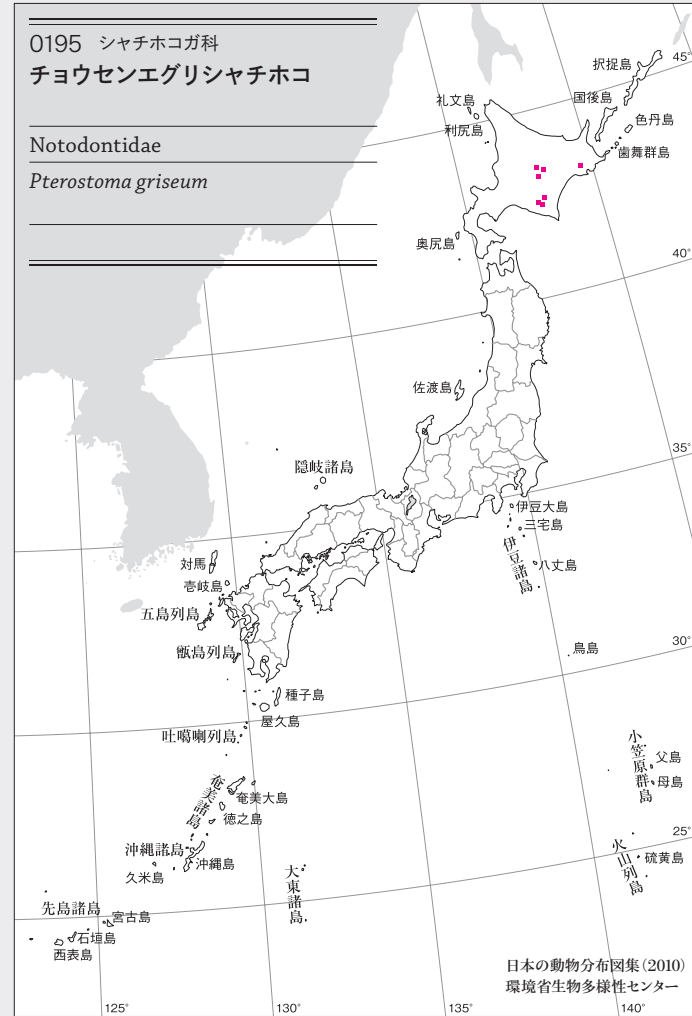 0195 シャチホコガ科
チョウセンエグリシャチホコ
Notodontidae
Pterostoma griseum
択捉島
45°
国後島
礼文島
色丹島
利尻島
歯舞群島
奥尻島
40°
佐渡島
35°
隠岐諸島
伊豆大島
三宅島
伊豆諸島
八丈島
対馬
壱岐島
五島列島
30°
鳥島
甑島列島
種子島
屋久島
吐噶喇列島
小笠原群島
父島
母島
奄美諸島
奄美大島
徳之島
25°
沖縄諸島
沖縄島
火山列島
硫黄島
久米島
大東諸島
先島諸島
宮古島
石垣島
西表島
日本の動物分布図集(2010)
環境省生物多様性センター
125°
130°
135°
140°